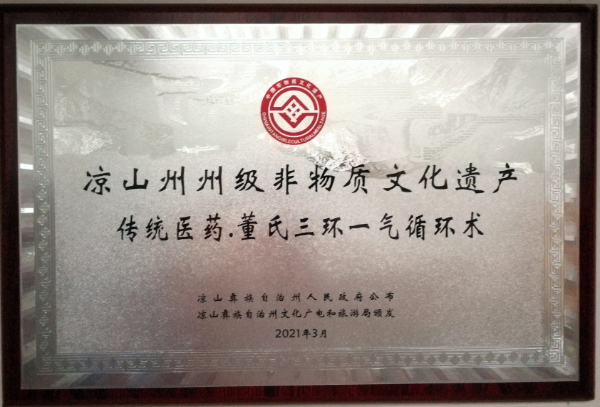 凉山州州级非物质文化遗产
传统医药.董氏三环一气循环术
凉山彝族自治州人民政府公布
凉山彝族自治州文化广电和旅游局颁发
2021年3月